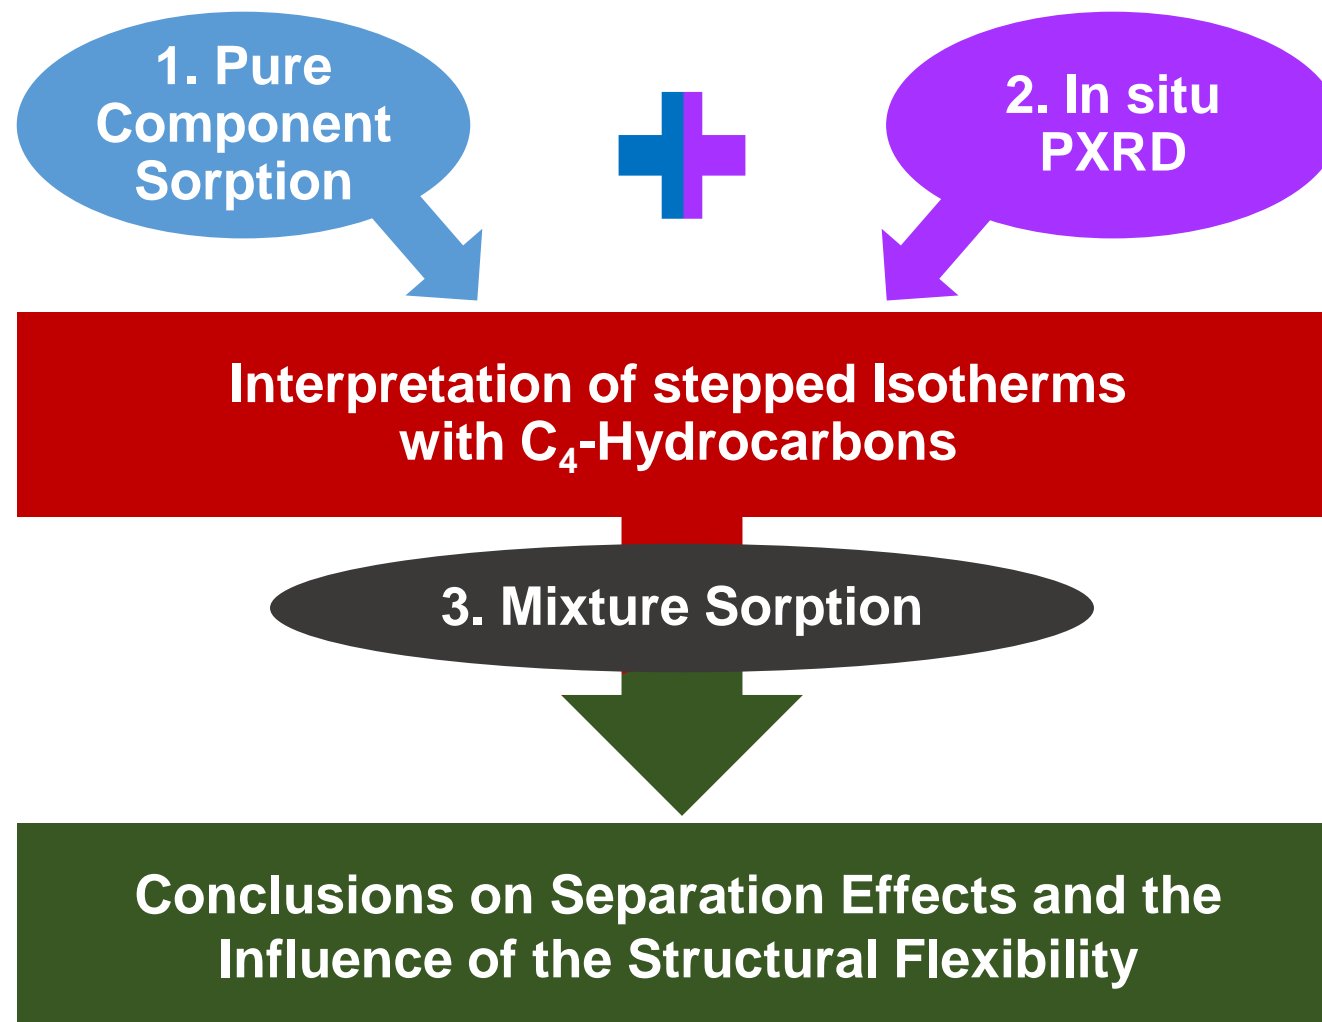 1. Pure
Component
Sorption
2. In situ
PXRD
Interpretation of stepped Isotherms
with C₄-Hydrocarbons
3. Mixture Sorption
Conclusions on Separation Effects and the
Influence of the Structural Flexibility